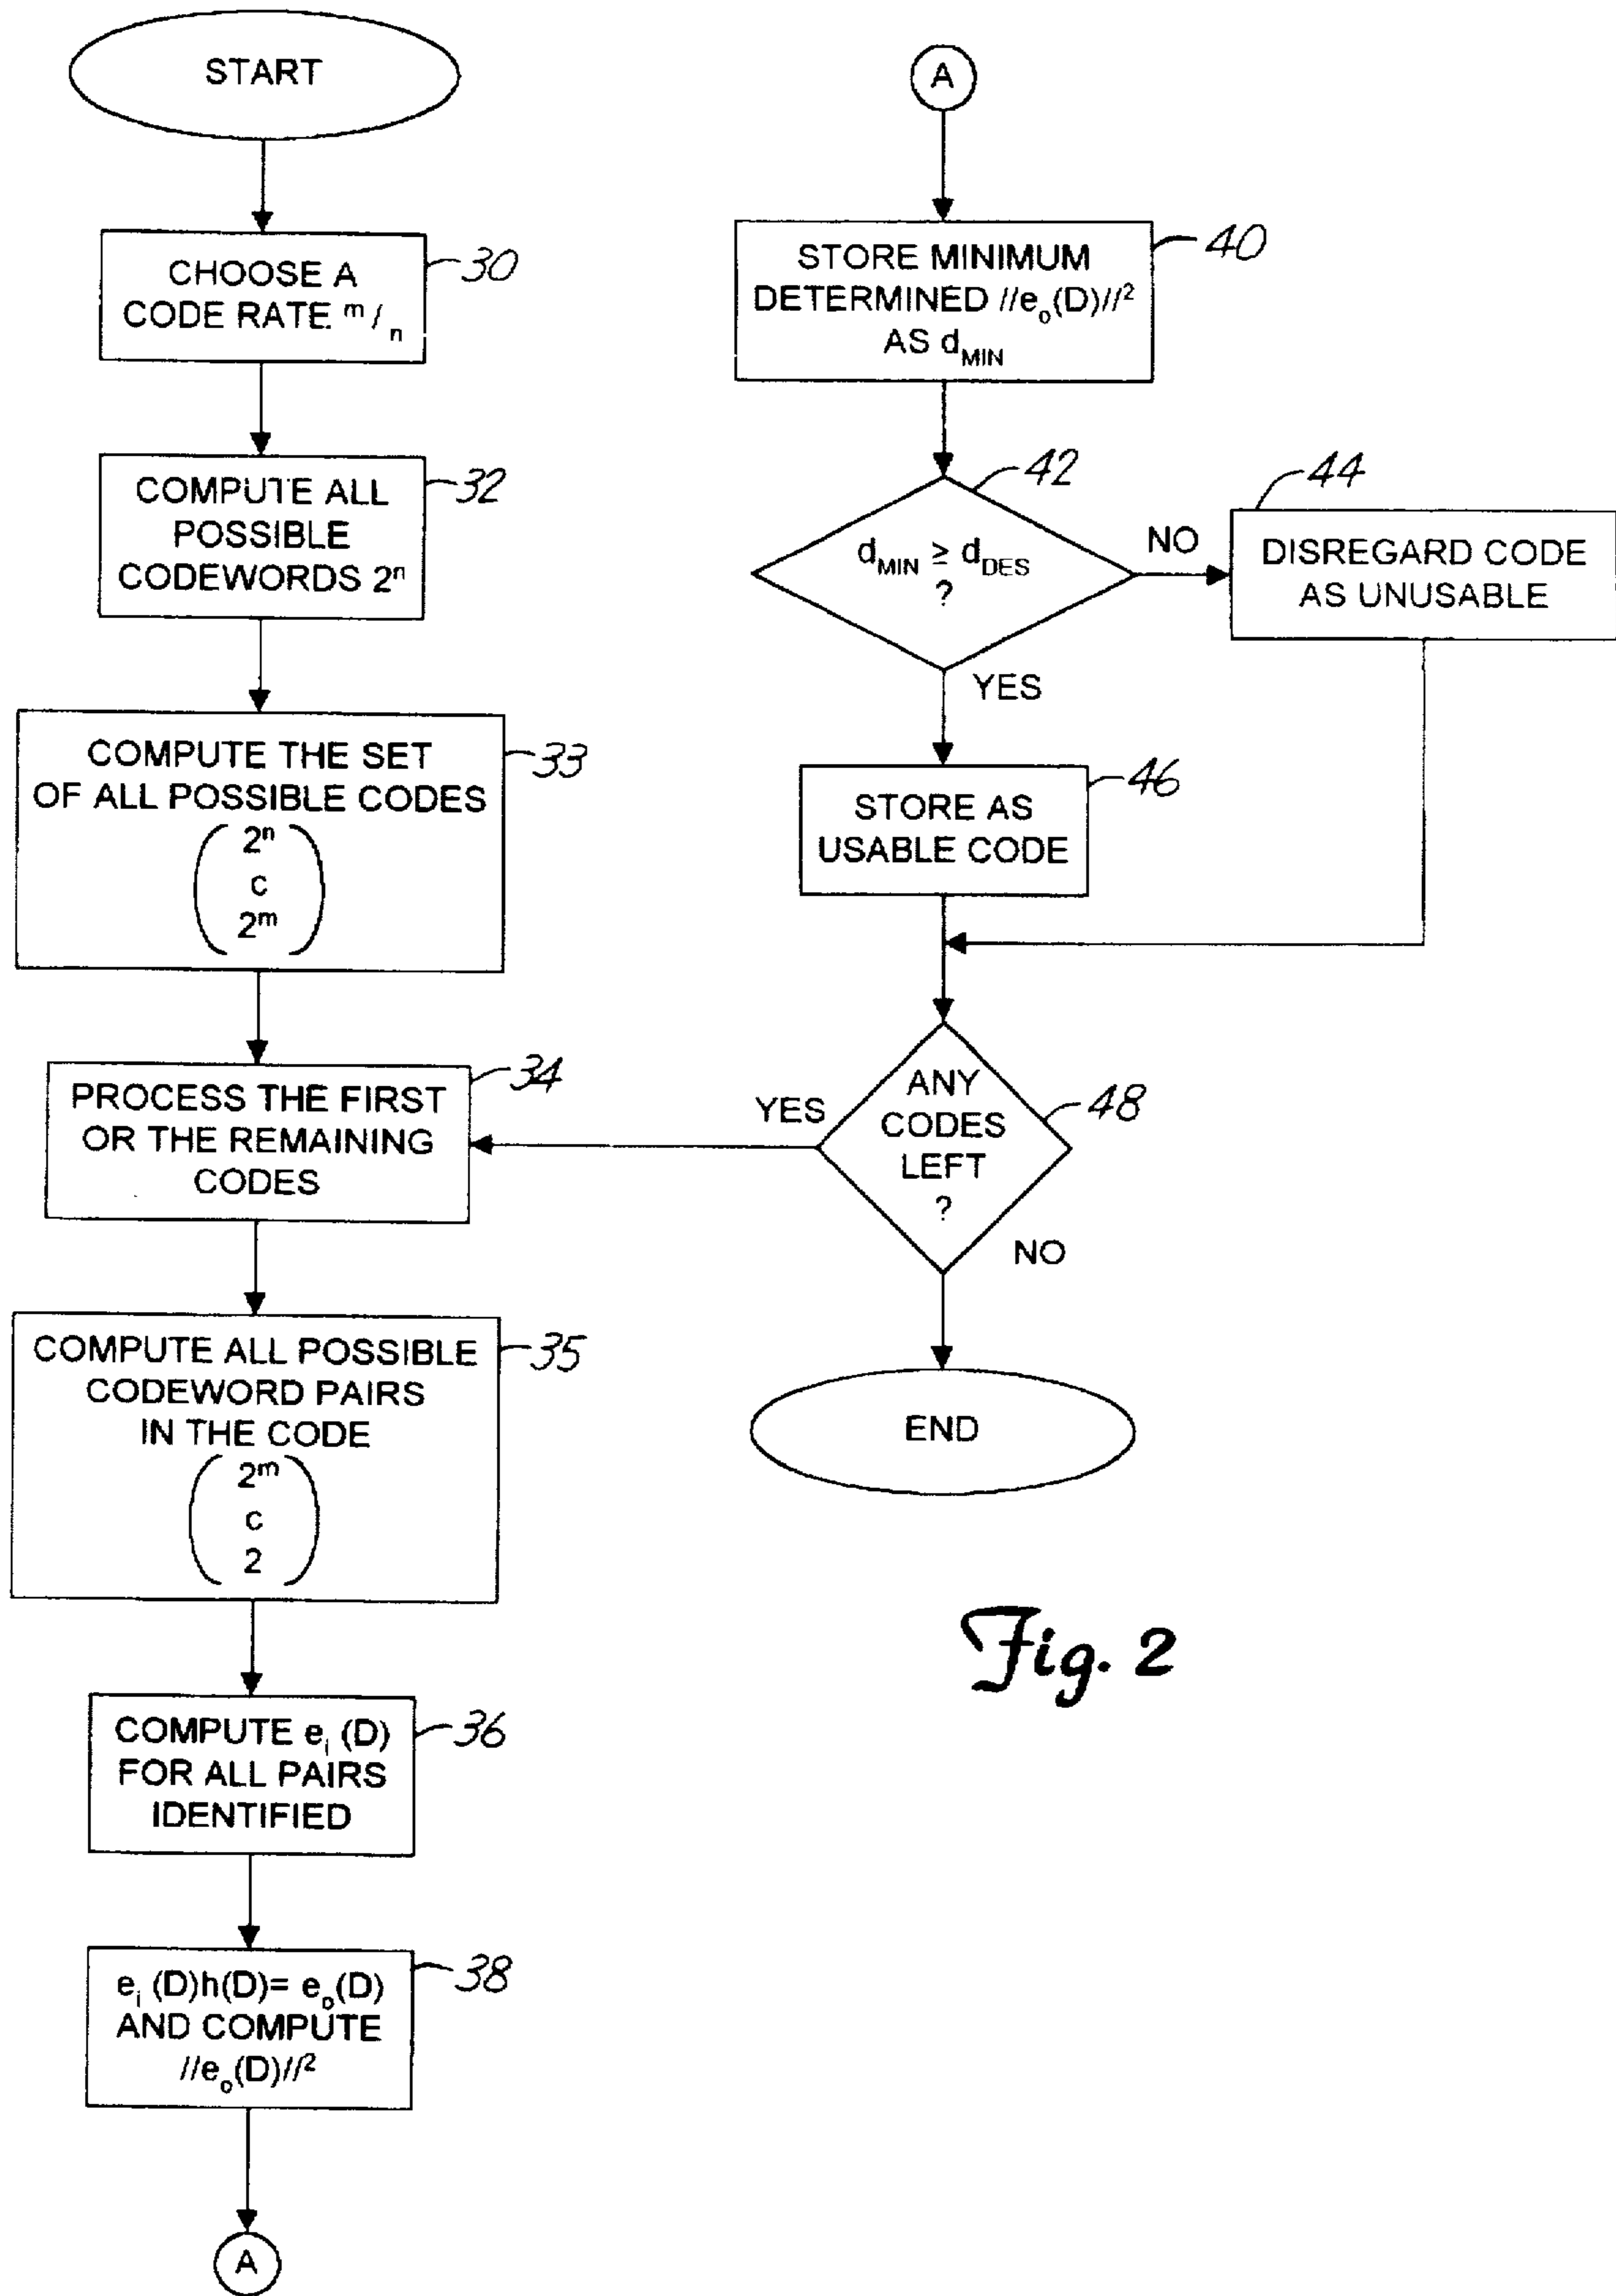 START
CHOOSE A
CODE RATE m/n
30
COMPUTE ALL
POSSIBLE
CODEWORDS 2ⁿ
32
COMPUTE THE SET
OF ALL POSSIBLE CODES
2ⁿ
c
2ᵐ
33
PROCESS THE FIRST
OR THE REMAINING
CODES
34
COMPUTE ALL POSSIBLE
CODEWORD PAIRS
IN THE CODE
2ᵐ
c
2
35
COMPUTE eᵢ (D)
FOR ALL PAIRS
IDENTIFIED
36
eᵢ (D)h(D)= eₒ(D)
AND COMPUTE
//eₒ(D)//²
38
A
A
STORE MINIMUM
DETERMINED //eₒ(D)//²
AS d_MIN
40
42
d_MIN ≥ d_DES
?
NO
44
DISREGARD CODE
AS UNUSABLE
YES
STORE AS
USABLE CODE
46
YES
ANY
CODES
LEFT
?
48
NO
END
Fig. 2